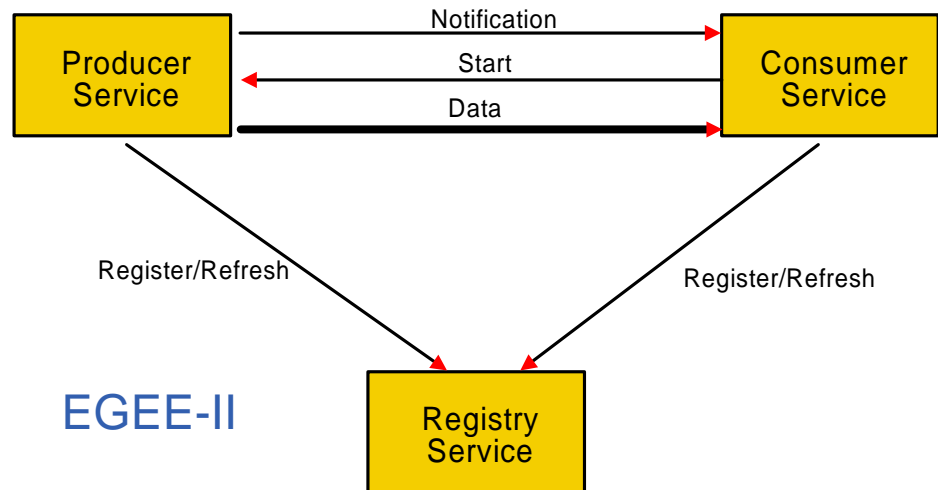 Notification
Producer
Service
Start
Consumer
Service
Data
Register/Refresh
Register/Refresh
EGEE-II
Registry
Service